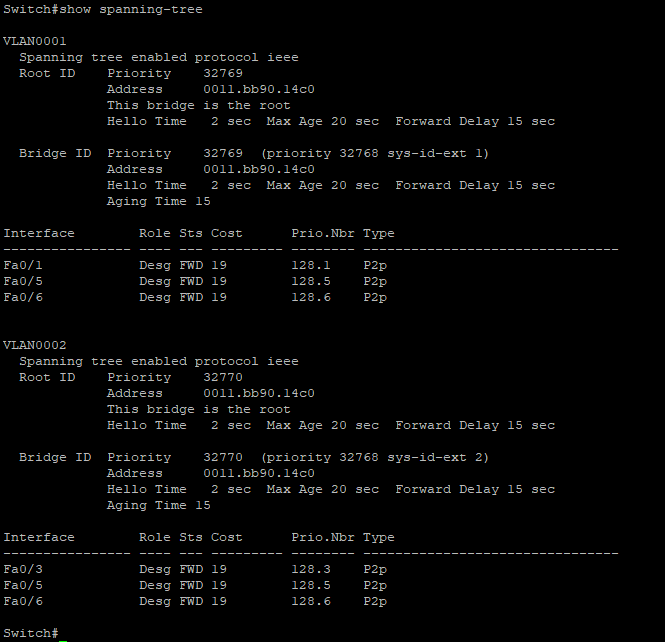 Switch#show spanning-tree

VLAN0001
  Spanning tree enabled protocol ieee
  Root ID    Priority    32769
             Address     0011.bb90.14c0
             This bridge is the root
             Hello Time   2 sec  Max Age 20 sec  Forward Delay 15 sec

  Bridge ID  Priority    32769  (priority 32768 sys-id-ext 1)
             Address     0011.bb90.14c0
             Hello Time   2 sec  Max Age 20 sec  Forward Delay 15 sec
             Aging Time 15

Interface        Role Sts Cost      Prio.Nbr Type
---------------- ---- --- --------- -------- --------------------------------
Fa0/1            Desg FWD 19        128.1    P2p
Fa0/5            Desg FWD 19        128.5    P2p
Fa0/6            Desg FWD 19        128.6    P2p


VLAN0002
  Spanning tree enabled protocol ieee
  Root ID    Priority    32770
             Address     0011.bb90.14c0
             This bridge is the root
             Hello Time   2 sec  Max Age 20 sec  Forward Delay 15 sec

  Bridge ID  Priority    32770  (priority 32768 sys-id-ext 2)
             Address     0011.bb90.14c0
             Hello Time   2 sec  Max Age 20 sec  Forward Delay 15 sec
             Aging Time 15

Interface        Role Sts Cost      Prio.Nbr Type
---------------- ---- --- --------- -------- --------------------------------
Fa0/3            Desg FWD 19        128.3    P2p
Fa0/5            Desg FWD 19        128.5    P2p
Fa0/6            Desg FWD 19        128.6    P2p

Switch#